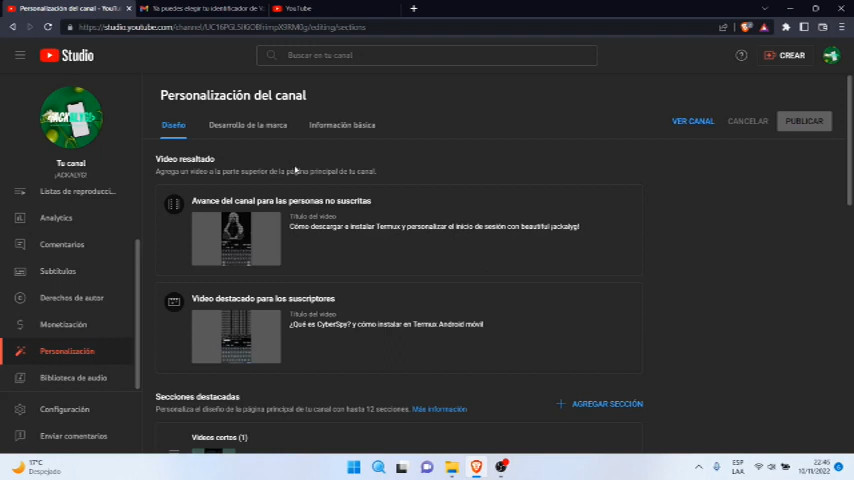 Personalización del canal - YouTu
Ya puedes elegir tu identificador de Y
YouTube
https://studio.youtube.com/channel/
/editing/sections
Studio
Buscar en tu canal
CREAR
Personalización del canal
Diseño
Desarrollo de la marca
Información básica
VER CANAL
CANCELAR
PUBLICAR
Tu canal
¡ACKALYG!
Listas de reproducci...
Analytics
Comentarios
Subtítulos
Derechos de autor
Monetización
Personalización
Biblioteca de audio
Configuración
Enviar comentarios
Video resaltado
Agrega un video a la parte superior de la página principal de tu canal.
Avance del canal para las personas no suscritas
Título del video
Cómo descargar e instalar Termux y personalizar el inicio de sesión con beautiful ¡ackalyg!
Video destacado para los suscriptores
Título del video
¿Qué es CyberSpy? y cómo instalar en Termux Android móvil
Secciones destacadas
Personaliza el diseño de la página principal de tu canal con hasta 12 secciones. Más información
AGREGAR SECCIÓN
Videos cortos (1)
17°C
Despejado
ESP
LAA
22:45
10/11/2022